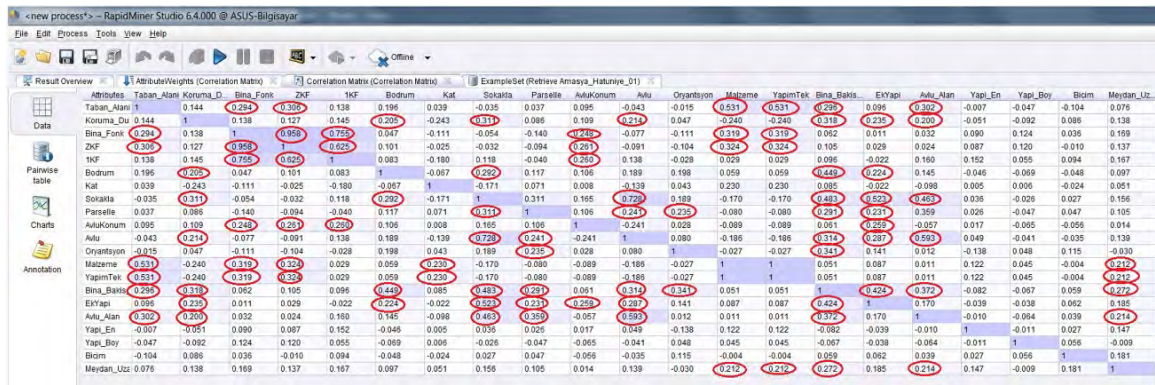 <new process*> – RapidMiner Studio 6.4.000 @ ASUS-Bilgisayar
File Edit Process Tools View Help
Offline
Result Overview AttributeWeights (Correlation Matrix) Correlation Matrix (Correlation Matrix) ExampleSet (Retrieve Amasya_Hatuniye_01)
Attributes Taban_Alani Koruma_D... Bina_Fonk ZKF 1KF Bodrum Kat Sokakla Parselle AvluKonum Avlu Oryantsyon Malzeme YapimTek Bina_Bakis... EkYapi Avlu_Alan Yapi_En Yapi_Boy Bicim Meydan_Uz...
Taban_Alani 1 0.144 0.294 0.306 0.138 0.196 0.039 -0.035 0.037 0.095 -0.043 -0.015 0.531 0.531 0.296 0.096 0.302 -0.007 -0.047 -0.104 0.076
Koruma_Du 0.144 1 0.138 0.127 0.145 0.205 -0.243 0.311 0.086 0.109 0.214 0.047 -0.240 -0.240 0.318 0.235 0.200 -0.051 -0.092 0.086 0.138
Bina_Fonk 0.294 0.138 1 0.958 0.755 0.047 -0.111 -0.054 -0.140 0.248 -0.077 -0.111 0.319 0.319 0.062 0.011 0.032 0.090 0.124 0.036 0.169
Data
ZKF 0.306 0.127 0.958 1 0.625 0.101 -0.025 -0.032 -0.094 0.261 -0.091 -0.104 0.324 0.324 0.105 0.029 0.024 0.087 0.120 -0.010 0.137
1KF 0.138 0.145 0.755 0.625 1 0.083 -0.180 0.118 -0.040 0.260 0.138 -0.028 0.029 0.029 0.096 -0.022 0.160 0.152 0.055 0.094 0.167
Bodrum 0.196 0.205 0.047 0.101 0.083 1 -0.067 0.292 0.117 0.106 0.189 0.198 0.059 0.059 0.449 0.224 0.145 -0.046 -0.069 -0.048 0.097
Pairwise
table
Kat 0.039 -0.243 -0.111 -0.025 -0.180 -0.067 1 -0.171 0.071 0.008 -0.139 0.043 0.230 0.230 0.085 -0.022 -0.098 0.005 0.006 -0.024 0.051
Sokakla -0.035 0.311 -0.054 -0.032 0.118 0.292 -0.171 1 0.311 0.165 0.728 0.189 -0.170 -0.170 0.483 0.523 0.463 0.036 -0.026 0.027 0.156
Parselle 0.037 0.086 -0.140 -0.094 -0.040 0.117 0.071 0.311 1 0.106 0.241 0.235 -0.080 -0.080 0.291 0.231 0.359 0.026 -0.047 0.047 0.105
Charts
AvluKonum 0.095 0.109 0.248 0.261 0.260 0.106 0.008 0.165 0.106 1 -0.241 0.028 -0.089 -0.089 0.061 0.259 -0.057 0.017 -0.065 -0.056 0.014
Avlu -0.043 0.214 -0.077 -0.091 0.138 0.189 -0.139 0.728 0.241 -0.241 1 0.080 -0.186 -0.186 0.314 0.287 0.593 0.049 -0.041 -0.035 0.139
Oryantsyon -0.015 0.047 -0.111 -0.104 -0.028 0.198 0.043 0.189 0.235 0.028 0.080 1 -0.027 -0.027 0.341 0.141 0.012 -0.138 0.048 0.115 -0.030
Annotation
Malzeme 0.531 -0.240 0.319 0.324 0.029 0.059 0.230 -0.170 -0.080 -0.089 -0.186 -0.027 1 1 0.051 0.087 0.011 0.122 0.045 -0.004 0.212
YapimTek 0.531 -0.240 0.319 0.324 0.029 0.059 0.230 -0.170 -0.080 -0.089 -0.186 -0.027 1 1 0.051 0.087 0.011 0.122 0.045 -0.004 0.212
Bina_Bakis 0.296 0.318 0.062 0.105 0.096 0.449 0.085 0.483 0.291 0.061 0.314 0.341 0.051 0.051 1 0.424 0.372 -0.082 -0.067 0.059 0.272
EkYapi 0.096 0.235 0.011 0.029 -0.022 0.224 -0.022 0.523 0.231 0.259 0.287 0.141 0.087 0.087 0.424 1 0.170 -0.039 -0.038 0.062 0.185
Avlu_Alan 0.302 0.200 0.032 0.024 0.160 0.145 -0.098 0.463 0.359 -0.057 0.593 0.012 0.011 0.011 0.372 0.170 1 -0.010 -0.064 0.039 0.214
Yapi_En -0.007 -0.051 0.090 0.087 0.152 -0.046 0.005 0.036 0.026 0.017 0.049 -0.138 0.122 0.122 -0.082 -0.039 -0.010 1 -0.011 0.027 0.147
Yapi_Boy -0.047 -0.092 0.124 0.120 0.055 -0.069 0.006 -0.026 -0.047 -0.065 -0.041 0.048 0.045 0.045 -0.067 -0.038 -0.064 -0.011 1 0.056 -0.009
Bicim -0.104 0.086 0.036 -0.010 0.094 -0.048 -0.024 0.027 0.047 -0.056 -0.035 0.115 -0.004 -0.004 0.059 0.062 0.039 0.027 0.056 1 0.181
Meydan_Uza 0.076 0.138 0.169 0.137 0.167 0.097 0.051 0.156 0.105 0.014 0.139 -0.030 0.212 0.212 0.272 0.185 0.214 0.147 -0.009 0.181 1